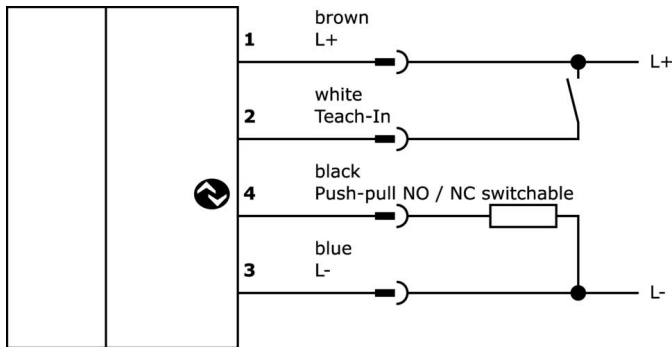 brown
1 L+
L+
white
2 Teach-In
black
4 Push-pull NO / NC switchable
blue
3 L-
L-